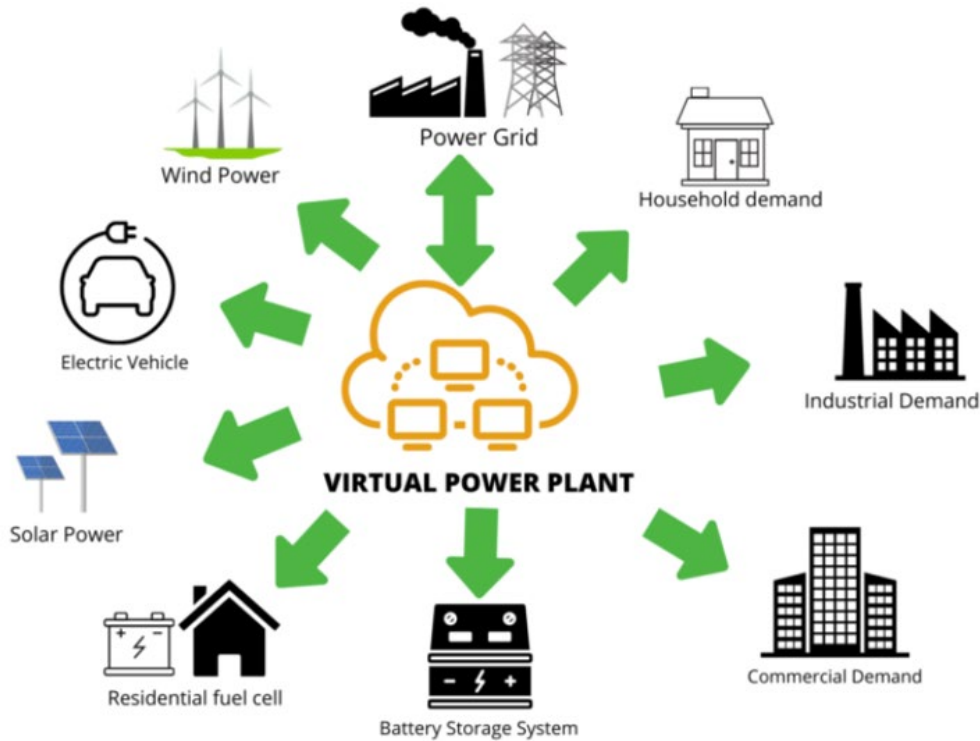 Power Grid
Wind Power
Household demand
Electric Vehicle
Industrial Demand
VIRTUAL POWER PLANT
Solar Power
Commercial Demand
Residential fuel cell
Battery Storage System